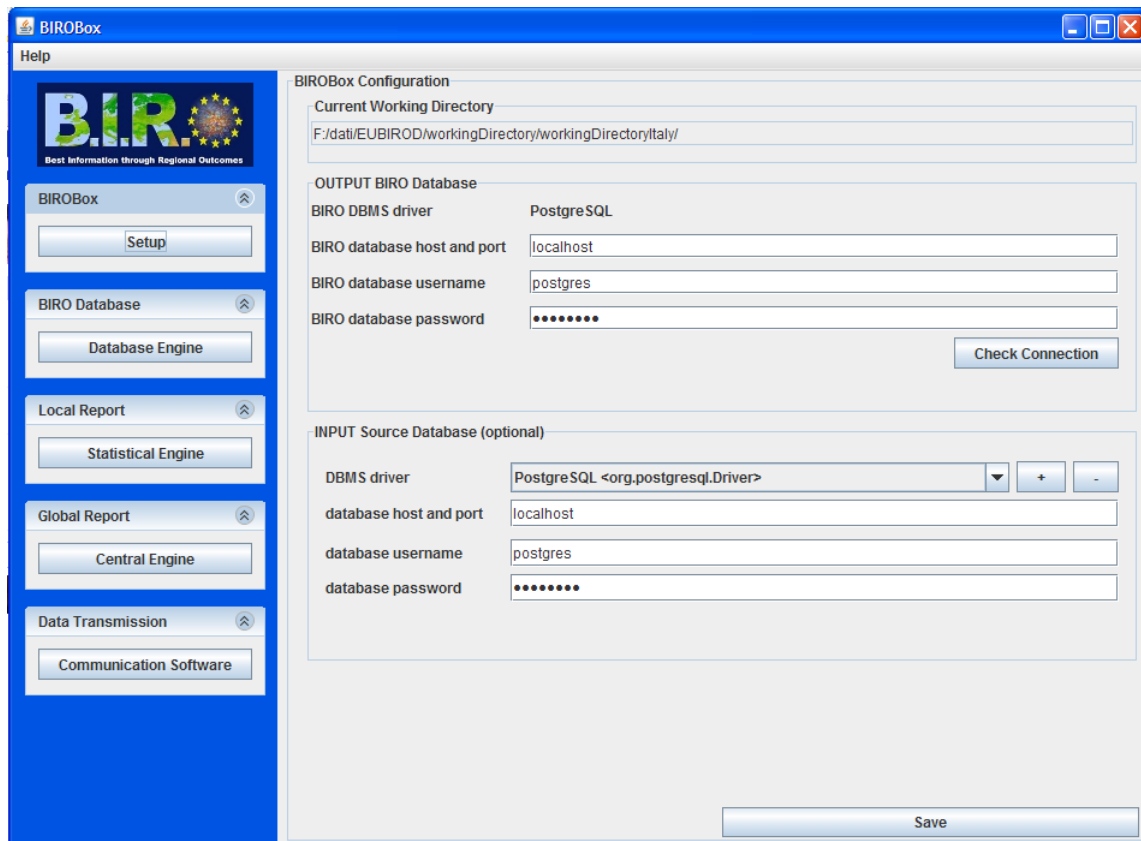 BIROBox
Help
B.I.R.O
Best Information through Regional Outcomes
BIROBox
Setup
BIRO Database
Database Engine
Local Report
Statistical Engine
Global Report
Central Engine
Data Transmission
Communication Software
BIROBox Configuration
Current Working Directory
F:/dati/EUBIROD/workingDirectory/workingDirectoryItaly/
OUTPUT BIRO Database
BIRO DBMS driver PostgreSQL
BIRO database host and port localhost
BIRO database username postgres
BIRO database password ••••••••
Check Connection
INPUT Source Database (optional)
DBMS driver PostgreSQL <org.postgresql.Driver> + -
database host and port localhost
database username postgres
database password ••••••••
Save